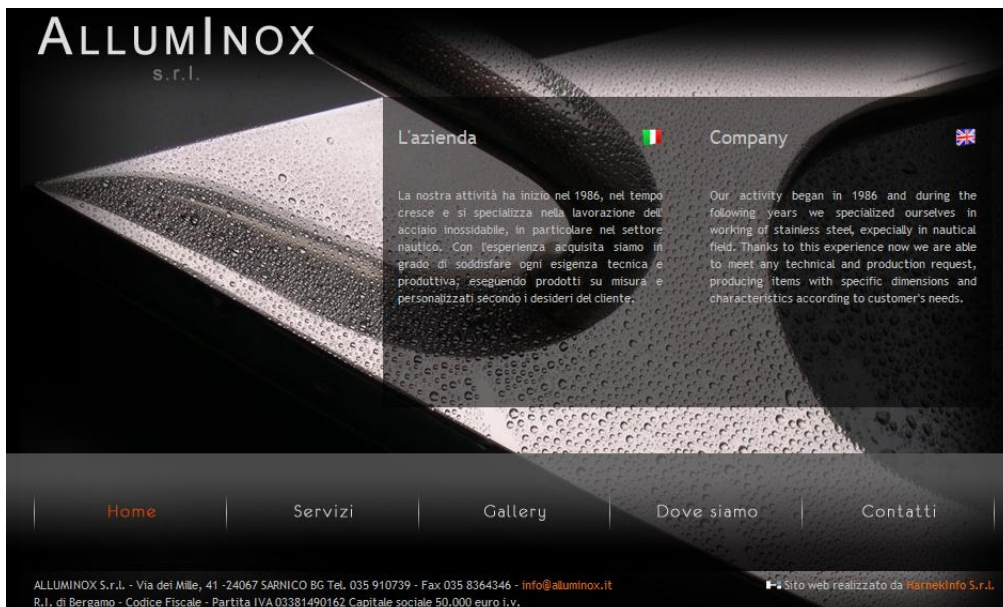 ALLUMINOX
s.r.l.
L'azienda
La nostra attività ha inizio nel 1986, nel tempo
cresce e si specializza nella lavorazione dell'
acciaio inossidabile, in particolare nel settore
nautico. Con l'esperienza acquisita siamo in
grado di soddisfare ogni esigenza tecnica e
produttiva, eseguendo prodotti su misura e
personalizzati secondo i desideri del cliente.
Company
Our activity began in 1986 and during the
following years we specialized ourselves in
working of stainless steel, expecially in nautical
field. Thanks to this experience now we are able
to meet any technical and production request,
producing items with specific dimensions and
characteristics according to customer's needs.
Home
Servizi
Gallery
Dove siamo
Contatti
ALLUMINOX S.r.L. - Via dei Mille, 41 -24067 SARNICO BG Tel. 035 910739 - Fax 035 8364346 - info@alluminox.it
R.I. di Bergamo - Codice Fiscale - Partita IVA 03381490162 Capitale sociale 50.000 euro i.v.
Sito web realizzato da HarnekInfo S.r.l.